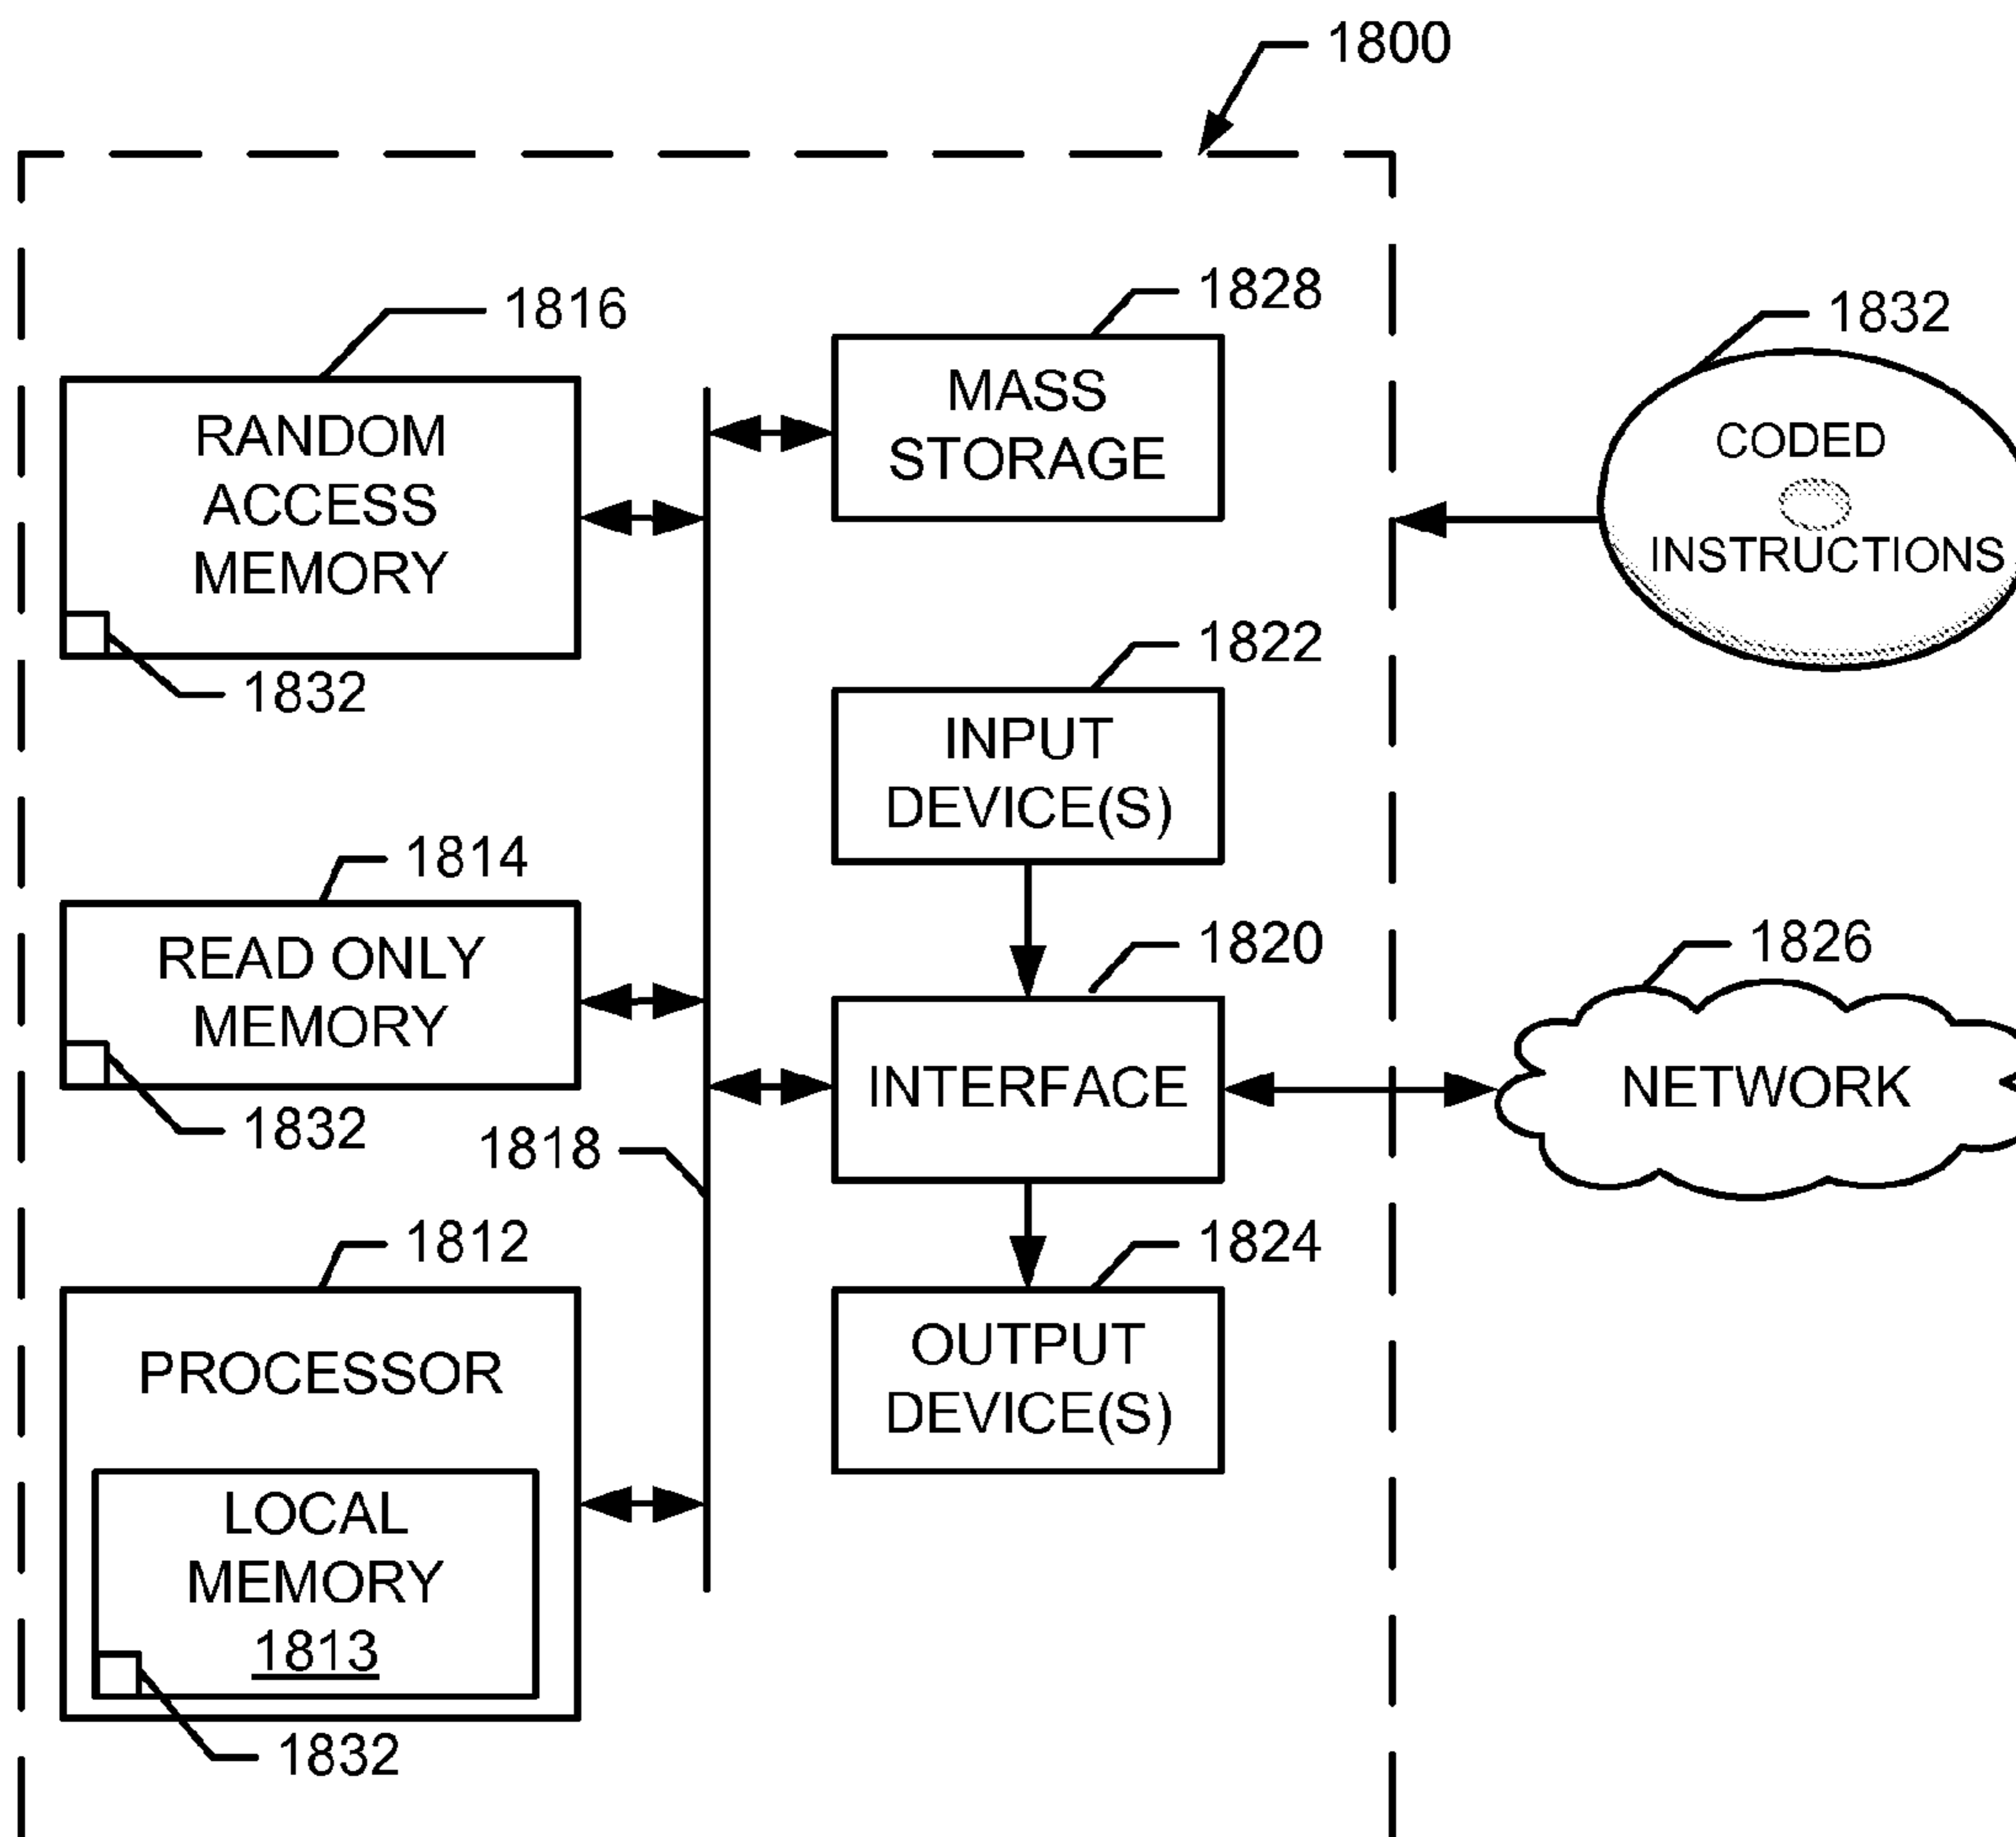 1800
1816
RANDOM
ACCESS
MEMORY
1832
1828
MASS
STORAGE
1832
CODED
INSTRUCTIONS
1822
INPUT
DEVICE(S)
1814
READ ONLY
MEMORY
1832
1818
1820
INTERFACE
1826
NETWORK
1812
PROCESSOR
LOCAL
MEMORY
1813
1832
1824
OUTPUT
DEVICE(S)